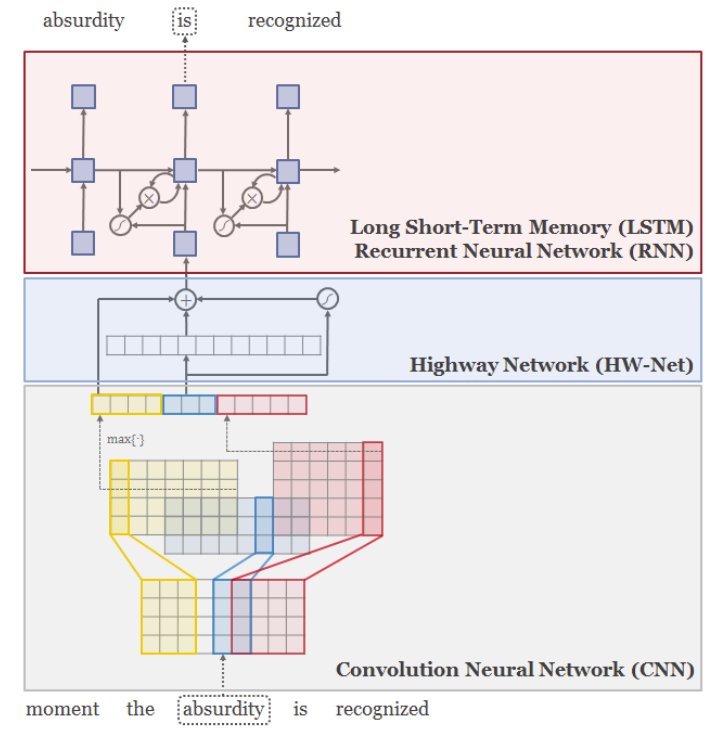 absurdity is recognized
Long Short-Term Memory (LSTM)
Recurrent Neural Network (RNN)
+
Highway Network (HW-Net)
max{·}
Convolution Neural Network (CNN)
moment the absurdity is recognized